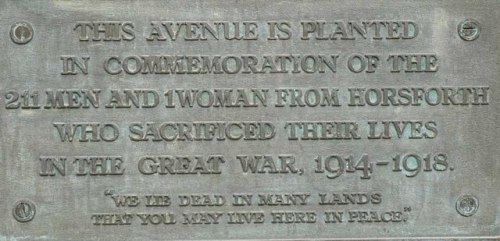 THIS AVENUE IS PLANTED
IN COMMEMORATION OF THE
211 MEN AND 1 WOMAN FROM HORSFORTH
WHO SACRIFICED THEIR LIVES
IN THE GREAT WAR, 1914-1918.
"WE LIE DEAD IN MANY LANDS
THAT YOU MAY LIVE HERE IN PEACE."